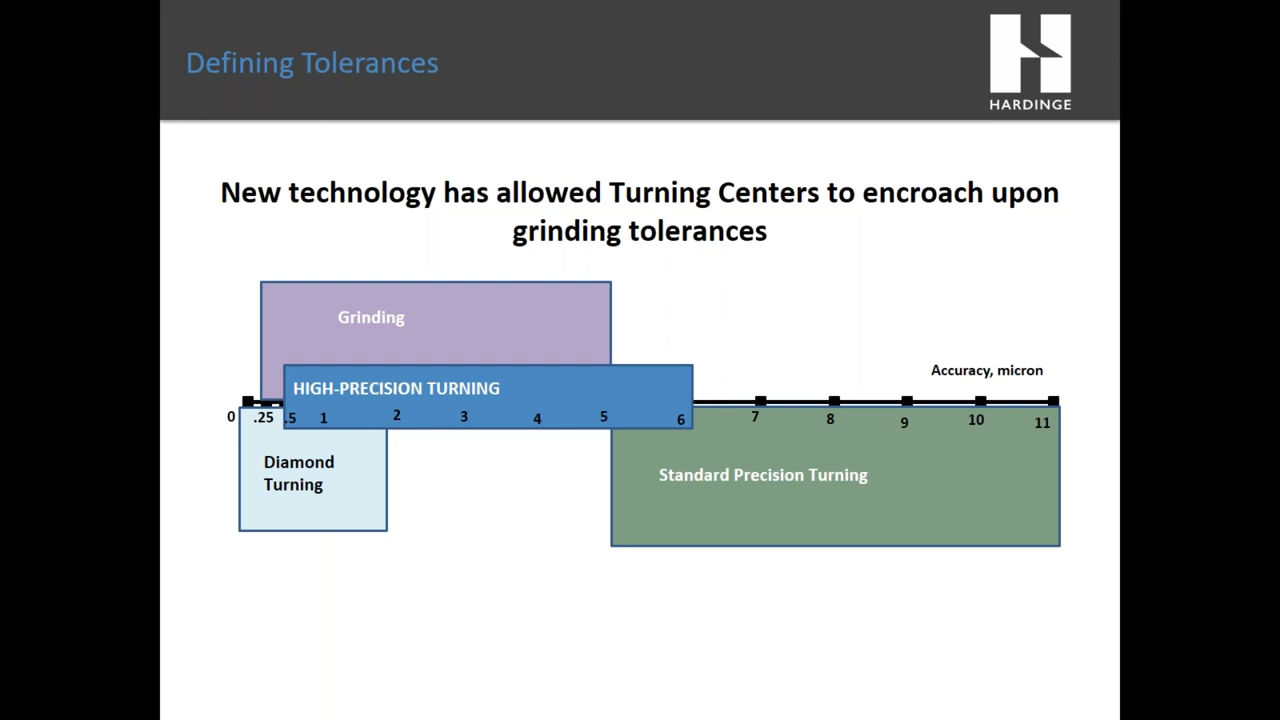 Defining Tolerances
HARDINGE
New technology has allowed Turning Centers to encroach upon
grinding tolerances
Grinding
Accuracy, micron
HIGH-PRECISION TURNING
0 .25 .5 1 2 3 4 5 6 7 8 9 10 11
Diamond
Turning
Standard Precision Turning